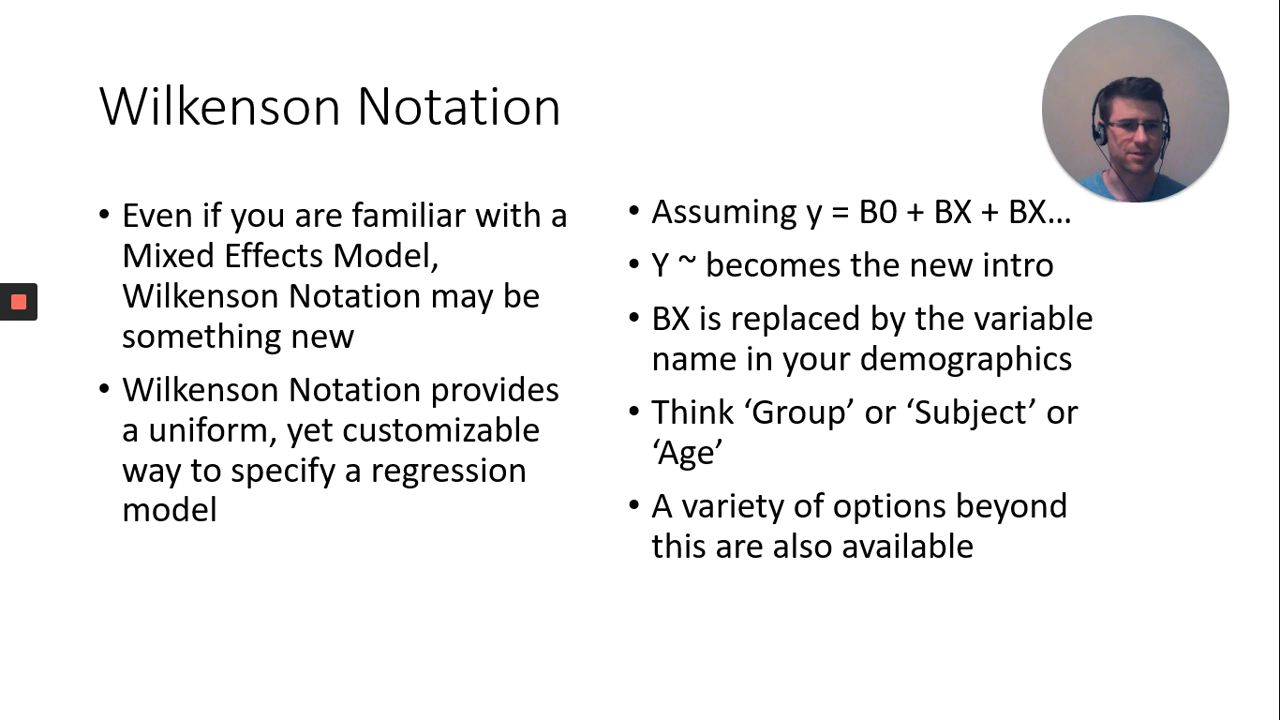 Wilkenson Notation
• Even if you are familiar with a
Mixed Effects Model,
Wilkenson Notation may be
something new
• Wilkenson Notation provides
a uniform, yet customizable
way to specify a regression
model
• Assuming y = B0 + BX + BX…
• Y ~ becomes the new intro
• BX is replaced by the variable
name in your demographics
• Think ‘Group’ or ‘Subject’ or
‘Age’
• A variety of options beyond
this are also available